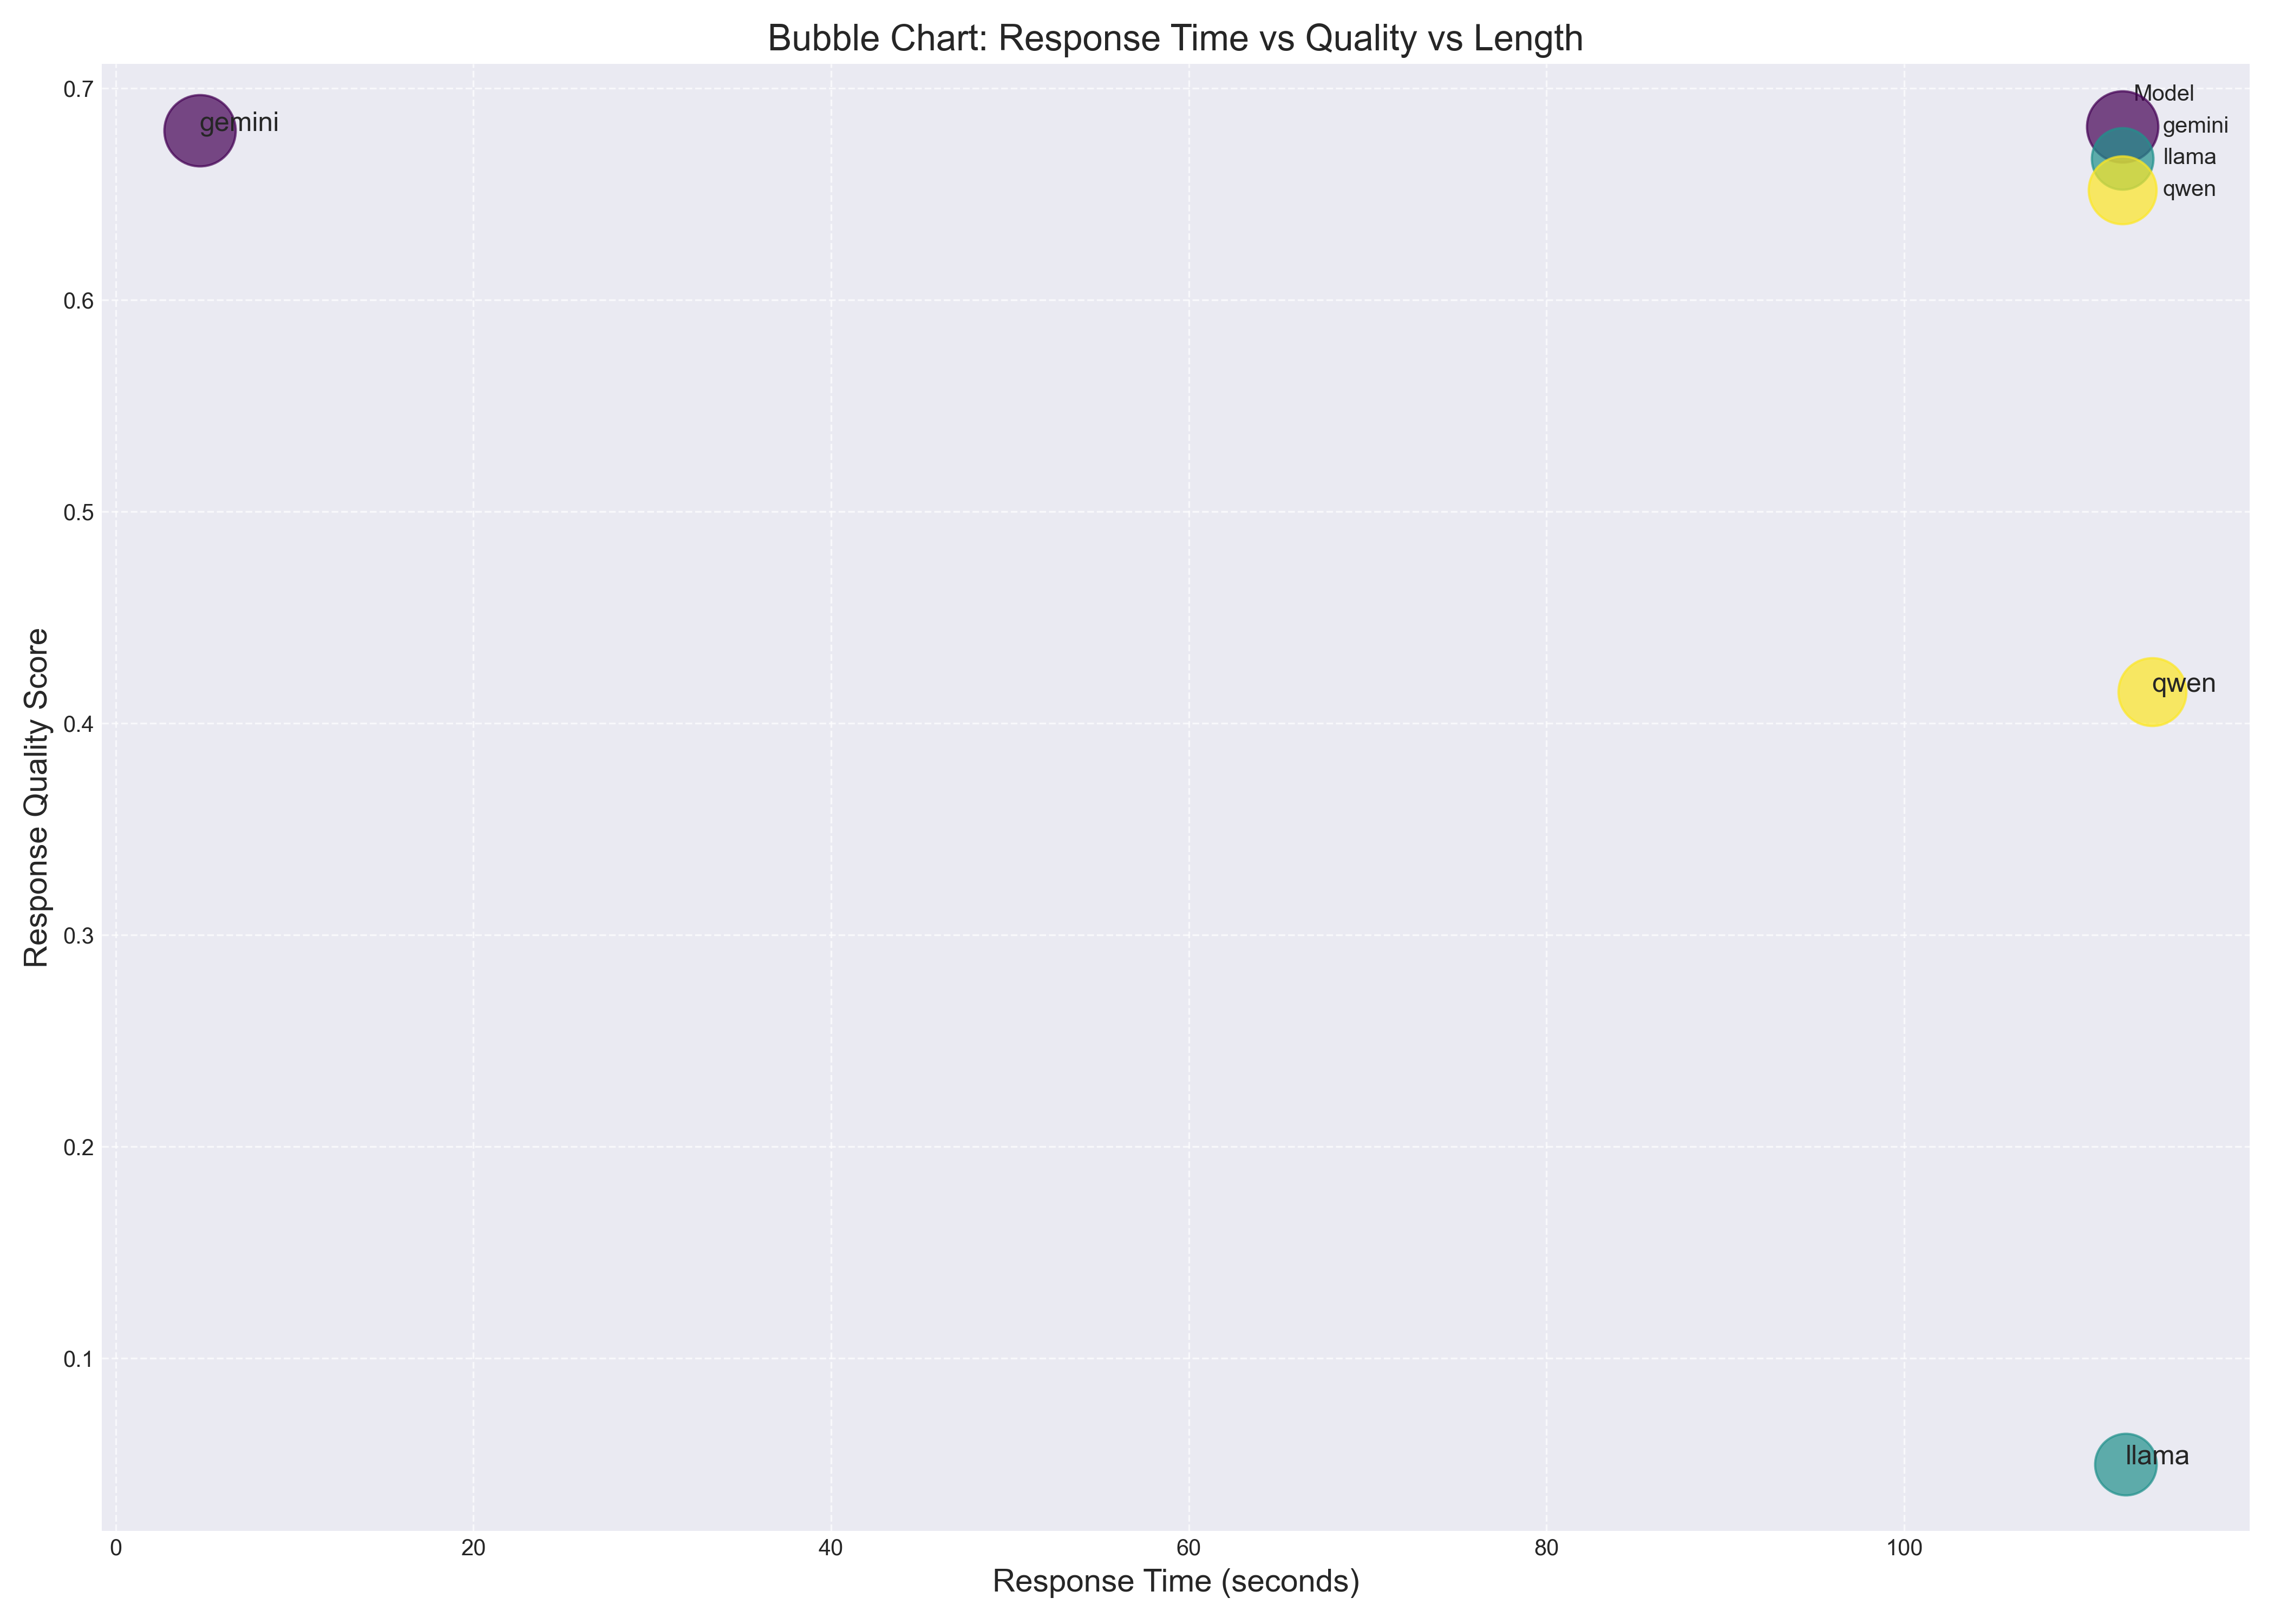 Bubble Chart: Response Time vs Quality vs Length
Model
gemini
llama
qwen
gemini
qwen
llama
Response Quality Score
0.7
0.6
0.5
0.4
0.3
0.2
0.1
0
20
40
60
80
100
Response Time (seconds)